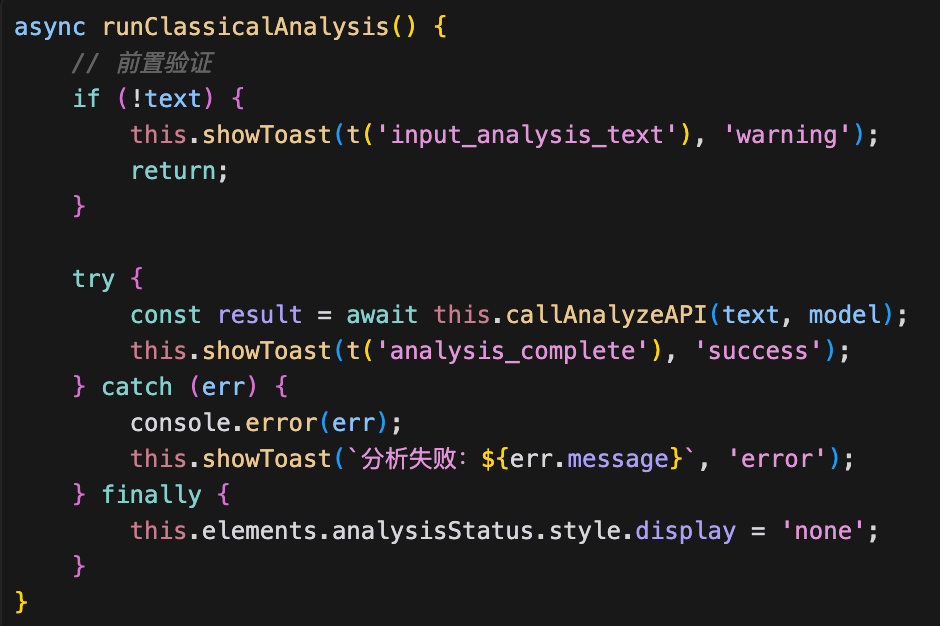 async runClassicalAnalysis() {
    // 前置验证
    if (!text) {
        this.showToast(t('input_analysis_text'), 'warning');
        return;
    }

    try {
        const result = await this.callAnalyzeAPI(text, model);
        this.showToast(t('analysis_complete'), 'success');
    } catch (err) {
        console.error(err);
        this.showToast(`分析失败: ${err.message}`, 'error');
    } finally {
        this.elements.analysisStatus.style.display = 'none';
    }
}